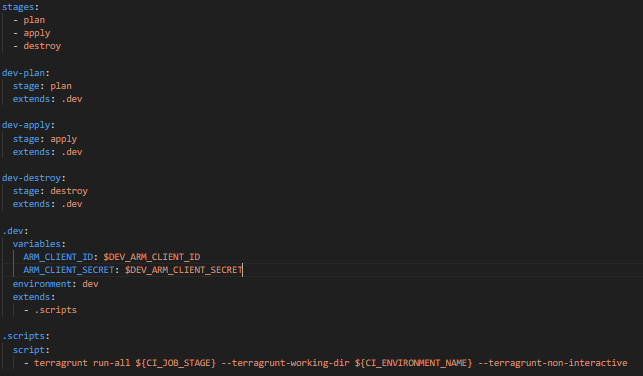 stages:
  - plan
  - apply
  - destroy
dev-plan:
  stage: plan
  extends: .dev
dev-apply:
  stage: apply
  extends: .dev
dev-destroy:
  stage: destroy
  extends: .dev
.dev:
  variables:
    ARM_CLIENT_ID: $DEV_ARM_CLIENT_ID
    ARM_CLIENT_SECRET: $DEV_ARM_CLIENT_SECRET
  environment: dev
  extends:
    - .scripts
.scripts:
  script:
    - terragrunt run-all ${CI_JOB_STAGE} --terragrunt-working-dir ${CI_ENVIRONMENT_NAME} --terragrunt-non-interactive